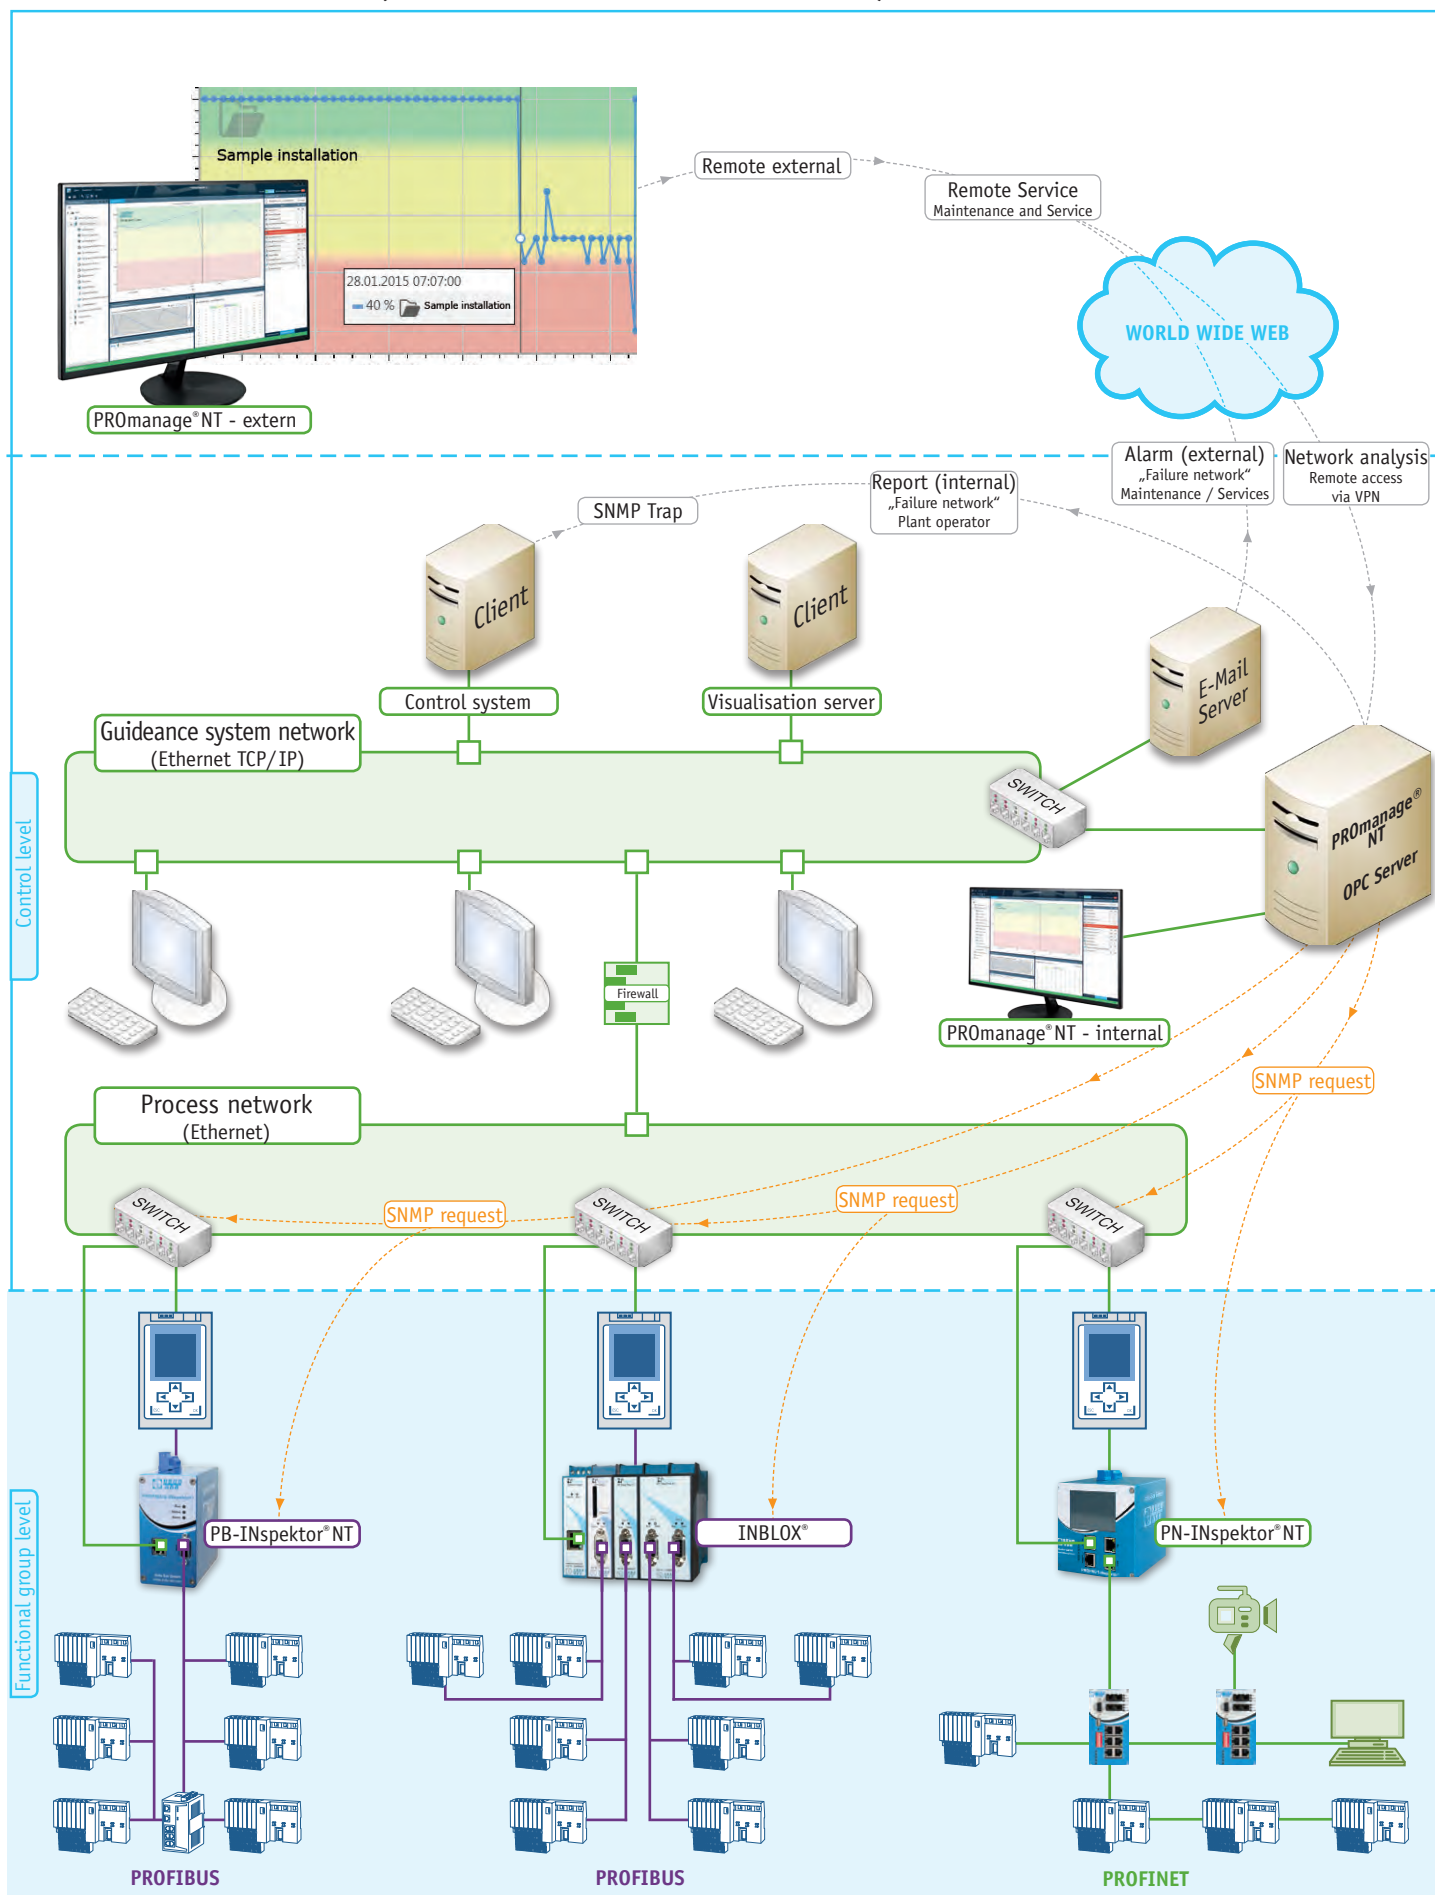 Sample installation
28.01.2015 07:07:00
40 % Sample installation
PROmanage® NT - extern
Remote external
Remote Service
Maintenance and Service
WORLD WIDE WEB
Alarm (external)
„Failure network“
Maintenance / Services
Network analysis
Remote access
via VPN
Report (internal)
„Failure network“
Plant operator
SNMP Trap
Client
Client
Control system
Visualisation server
E-Mail
Server
Guideance system network
(Ethernet TCP/IP)
SWITCH
PROmanage®
NT
OPC Server
Control level
Firewall
PROmanage® NT - internal
SNMP request
Process network
(Ethernet)
SWITCH
SNMP request
SWITCH
SNMP request
SWITCH
Functional group level
PB-INspektor® NT
INBLOX®
PN-INspektor® NT
PROFIBUS
PROFIBUS
PROFINET